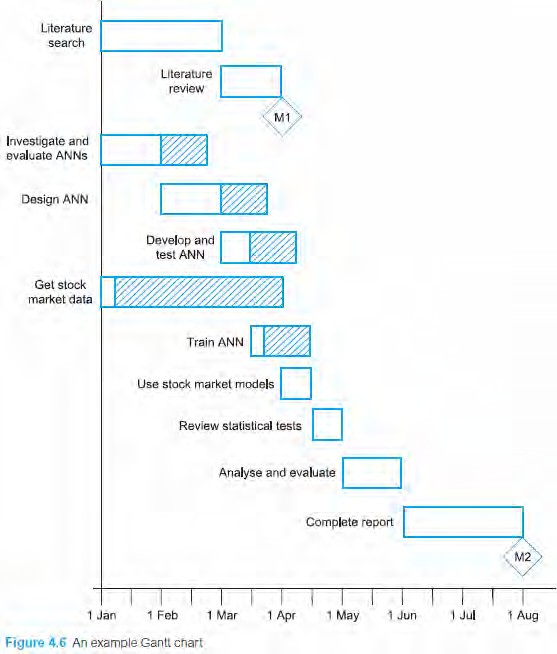 Literature
search
Literature
review
M1
Investigate and
evaluate ANNs
Design ANN
Develop and
test ANN
Get stock
market data
Train ANN
Use stock market models
Review statistical tests
Analyse and evaluate
Complete report
M2
1 Jan 1 Feb 1 Mar 1 Apr 1 May 1 Jun 1 Jul 1 Aug
Figure 4.6 An example Gantt chart